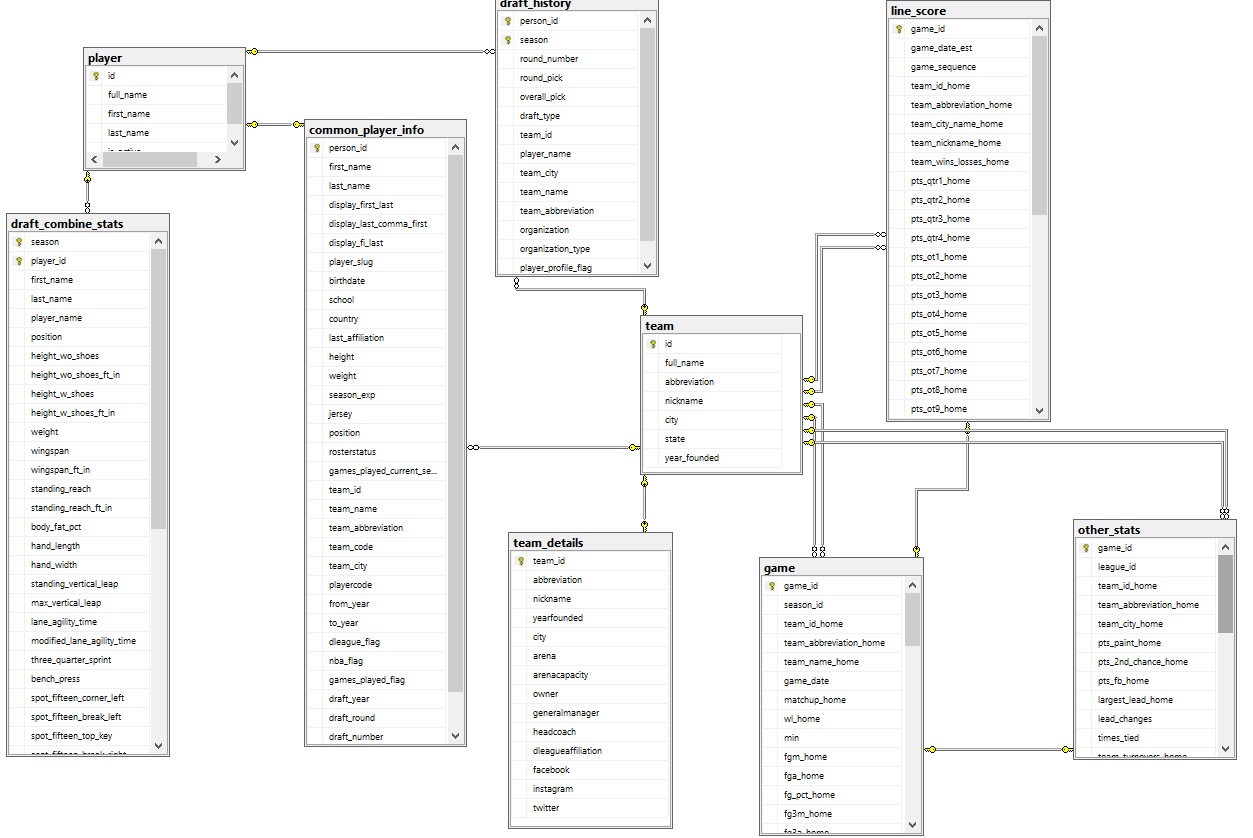 draft_history
person_id
season
round_number
round_pick
overall_pick
draft_type
team_id
player_name
team_city
team_name
team_abbreviation
organization
organization_type
player_profile_flag
line_score
game_id
game_date_est
game_sequence
team_id_home
team_abbreviation_home
team_city_name_home
team_nickname_home
team_wins_losses_home
pts_qtr1_home
pts_qtr2_home
pts_qtr3_home
pts_qtr4_home
pts_ot1_home
pts_ot2_home
pts_ot3_home
pts_ot4_home
pts_ot5_home
pts_ot6_home
pts_ot7_home
pts_ot8_home
pts_ot9_home
player
id
full_name
first_name
last_name
is_active
common_player_info
person_id
first_name
last_name
display_first_last
display_last_comma_first
display_fi_last
player_slug
birthdate
school
country
last_affiliation
height
weight
season_exp
jersey
position
rosterstatus
games_played_current_se...
team_id
team_name
team_abbreviation
team_code
team_city
playercode
from_year
to_year
dleague_flag
nba_flag
games_played_flag
draft_year
draft_round
draft_number
draft_combine_stats
season
player_id
first_name
last_name
player_name
position
height_wo_shoes
height_wo_shoes_ft_in
height_w_shoes
height_w_shoes_ft_in
weight
wingspan
wingspan_ft_in
standing_reach
standing_reach_ft_in
body_fat_pct
hand_length
hand_width
standing_vertical_leap
max_vertical_leap
lane_agility_time
modified_lane_agility_time
three_quarter_sprint
bench_press
spot_fifteen_corner_left
spot_fifteen_break_left
spot_fifteen_top_key
spot_fifteen_break_right
team
id
full_name
abbreviation
nickname
city
state
year_founded
team_details
team_id
abbreviation
nickname
yearfounded
city
arena
arenacapacity
owner
generalmanager
headcoach
dleagueaffiliation
facebook
instagram
twitter
game
game_id
season_id
team_id_home
team_abbreviation_home
team_name_home
game_date
matchup_home
wl_home
min
fgm_home
fga_home
fg_pct_home
fg3m_home
fg3a_home
other_stats
game_id
league_id
team_id_home
team_abbreviation_home
team_city_home
pts_paint_home
pts_2nd_chance_home
pts_fb_home
largest_lead_home
lead_changes
times_tied
team_turnovers_home